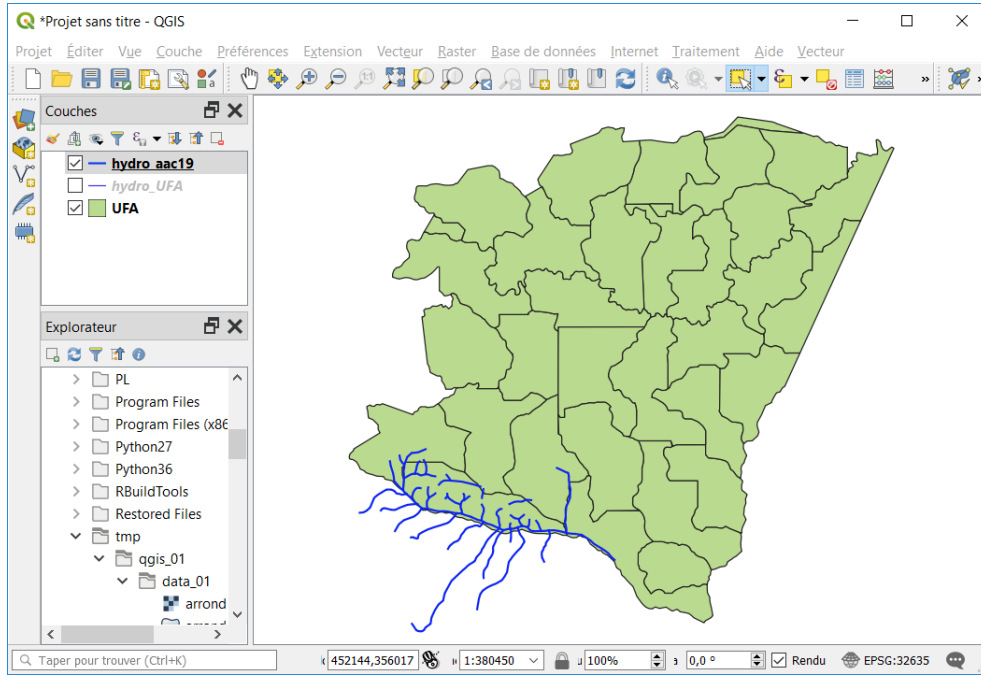 *Projet sans titre - QGIS
Projet Éditer Vue Couche Préférences Extension Vecteur Raster Base de données Internet Traitement Aide Vecteur
Couches
hydro_aac19
hydro_UFA
UFA
Explorateur
PL
Program Files
Program Files (x86
Python27
Python36
RBuildTools
Restored Files
tmp
qgis_01
data_01
arrond
Taper pour trouver (Ctrl+K) 452144,356017 1:380450 100% 0,0 ° Rendu EPSG:32635